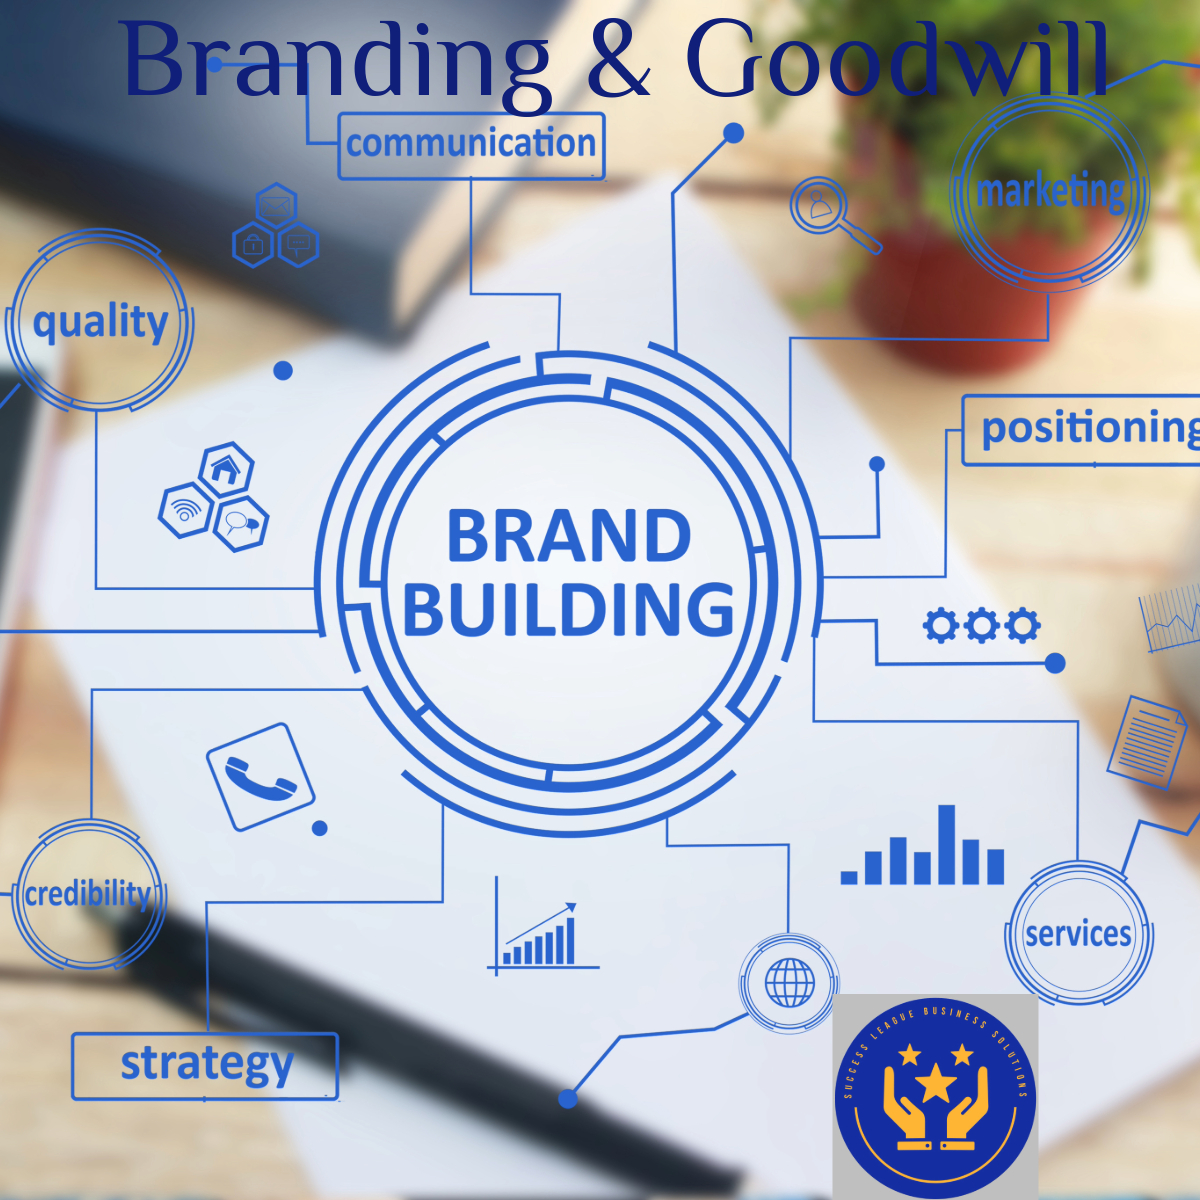 Branding & Goodwill
communication
marketing
quality
positioning
BRAND
BUILDING
credibility
services
strategy
SUCCESS LEAGUE BUSINESS SOLUTIONS